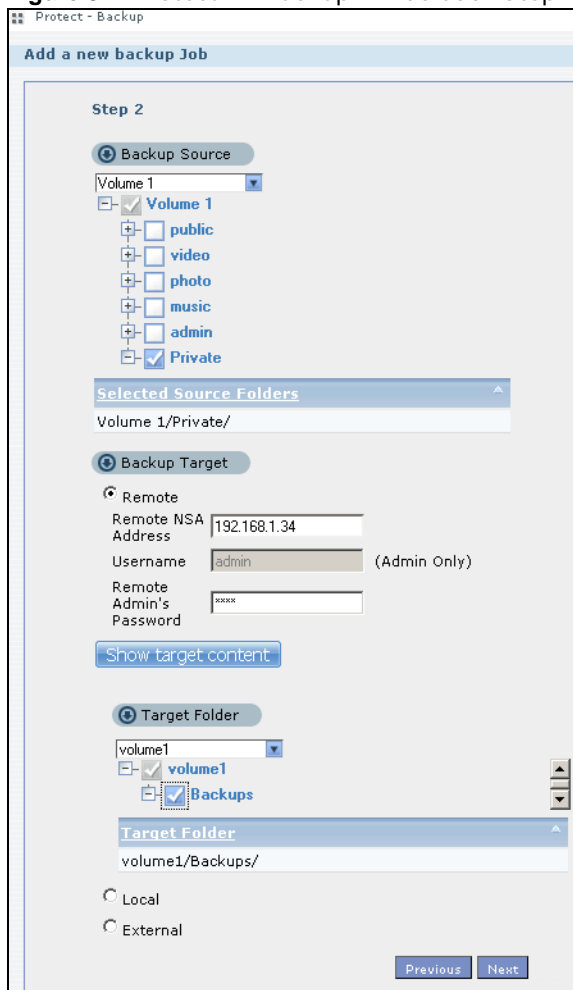 Protect - Backup
Add a new backup Job
Step 2
Backup Source
Volume 1
Volume 1
public
video
photo
music
admin
Private
Selected Source Folders
Volume 1/Private/
Backup Target
Remote
Remote NSA Address 192.168.1.34
Username admin (Admin Only)
Remote Admin's Password ****
Show target content
Target Folder
volume1
volume1
Backups
Target Folder
volume1/Backups/
Local
External
Previous Next